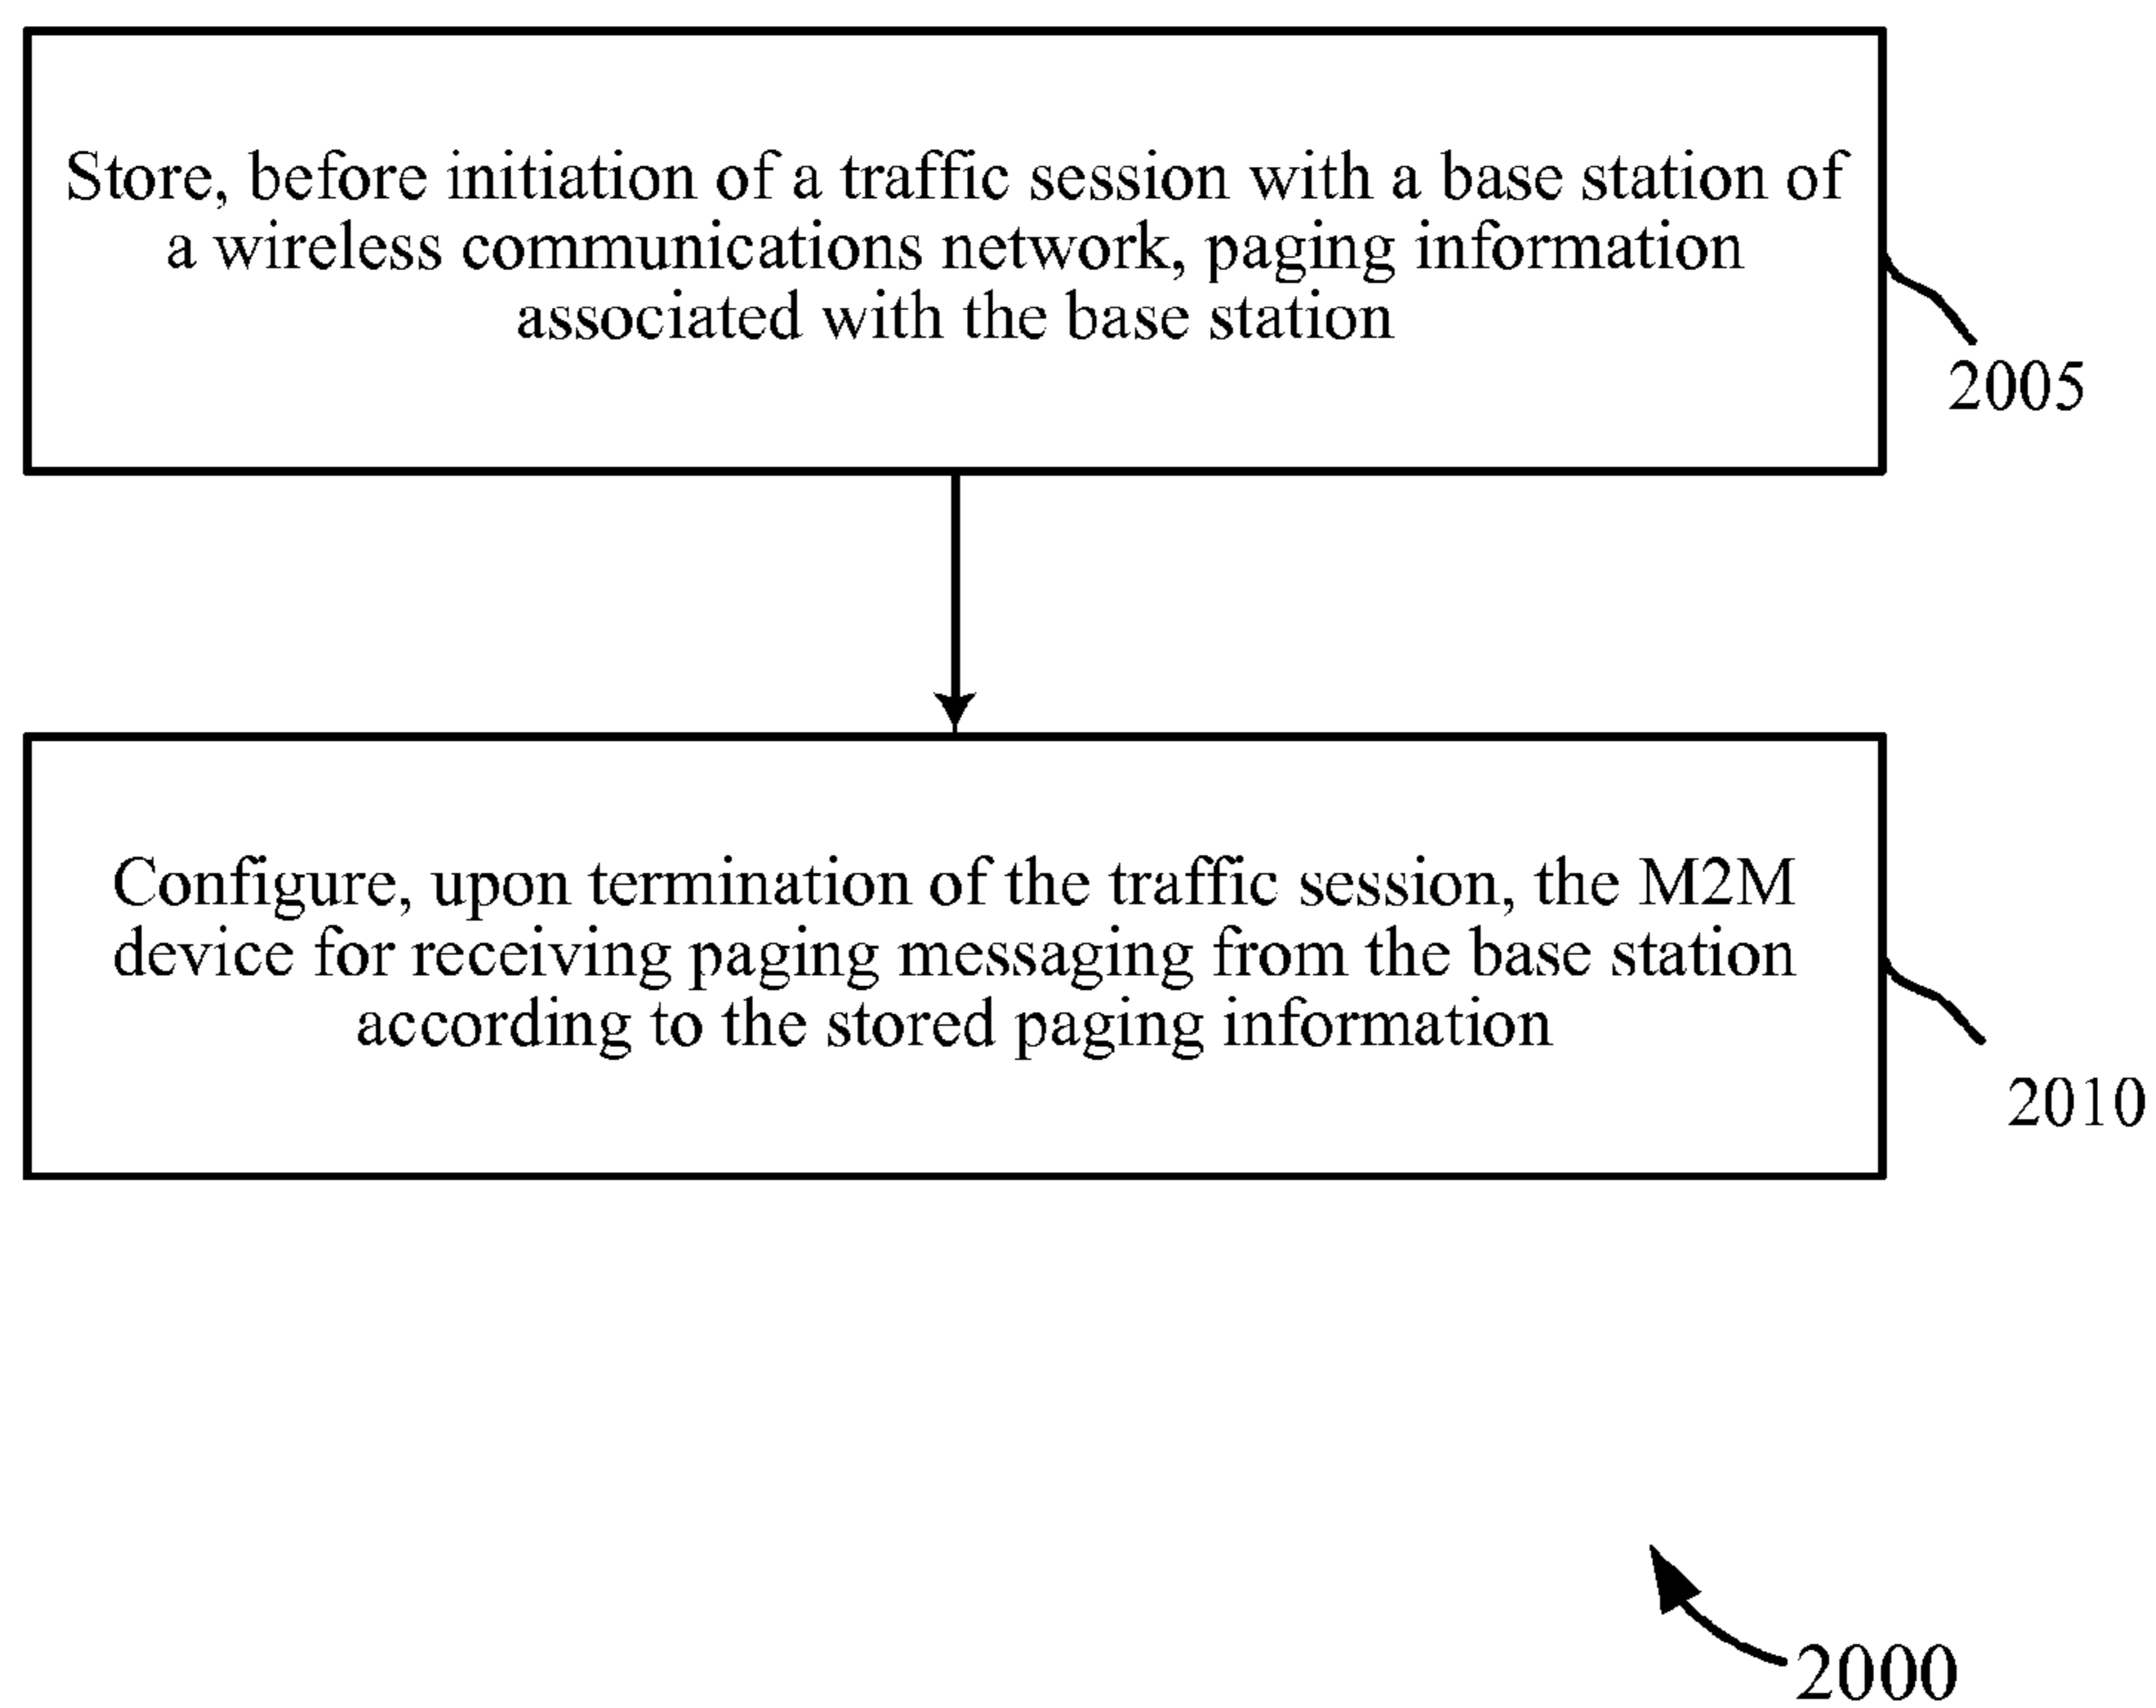 Store, before initiation of a traffic session with a base station of
a wireless communications network, paging information
associated with the base station
2005
Configure, upon termination of the traffic session, the M2M
device for receiving paging messaging from the base station
according to the stored paging information
2010
2000